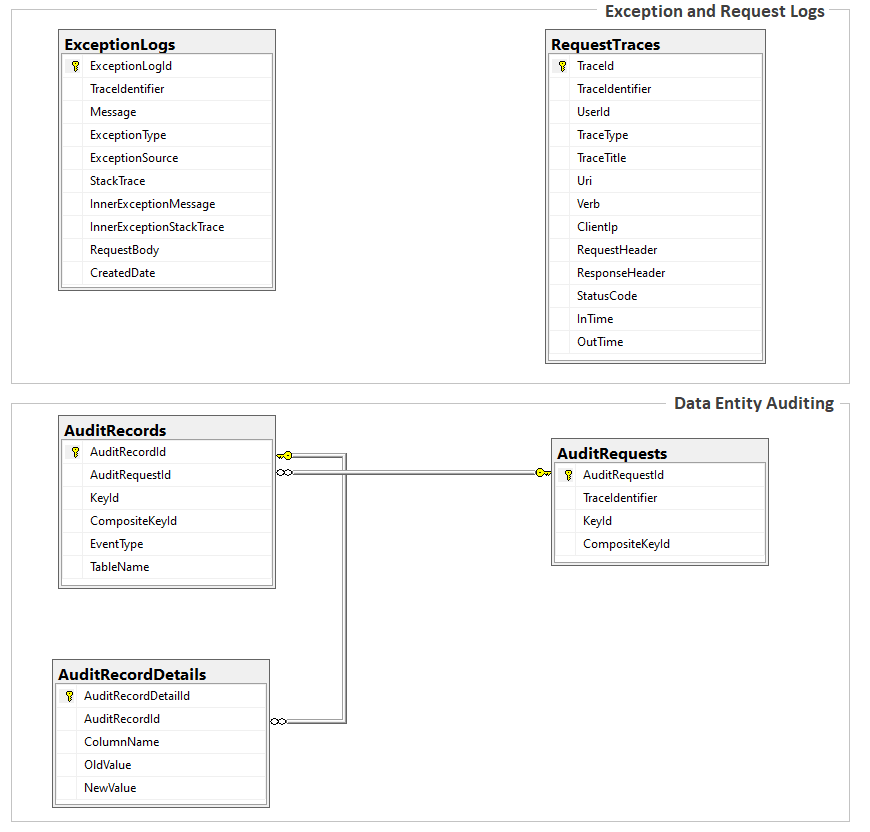 Exception and Request Logs
ExceptionLogs
ExceptionLogId
TraceIdentifier
Message
ExceptionType
ExceptionSource
StackTrace
InnerExceptionMessage
InnerExceptionStackTrace
RequestBody
CreatedDate
RequestTraces
TraceId
TraceIdentifier
UserId
TraceType
TraceTitle
Uri
Verb
ClientIp
RequestHeader
ResponseHeader
StatusCode
InTime
OutTime
Data Entity Auditing
AuditRecords
AuditRecordId
AuditRequestId
KeyId
CompositeKeyId
EventType
TableName
AuditRequests
AuditRequestId
TraceIdentifier
KeyId
CompositeKeyId
AuditRecordDetails
AuditRecordDetailId
AuditRecordId
ColumnName
OldValue
NewValue